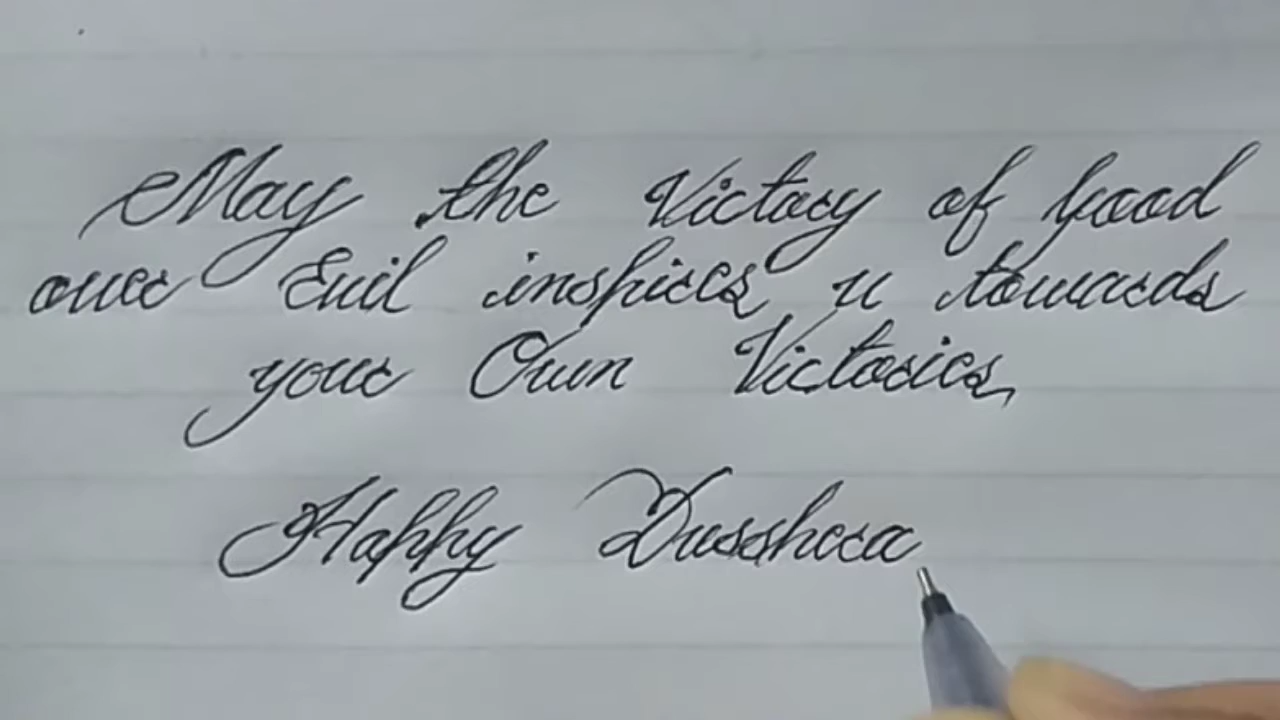 May the Victory of good
over Evil inspires u towards
your Own Victories,
Happy Dusshera